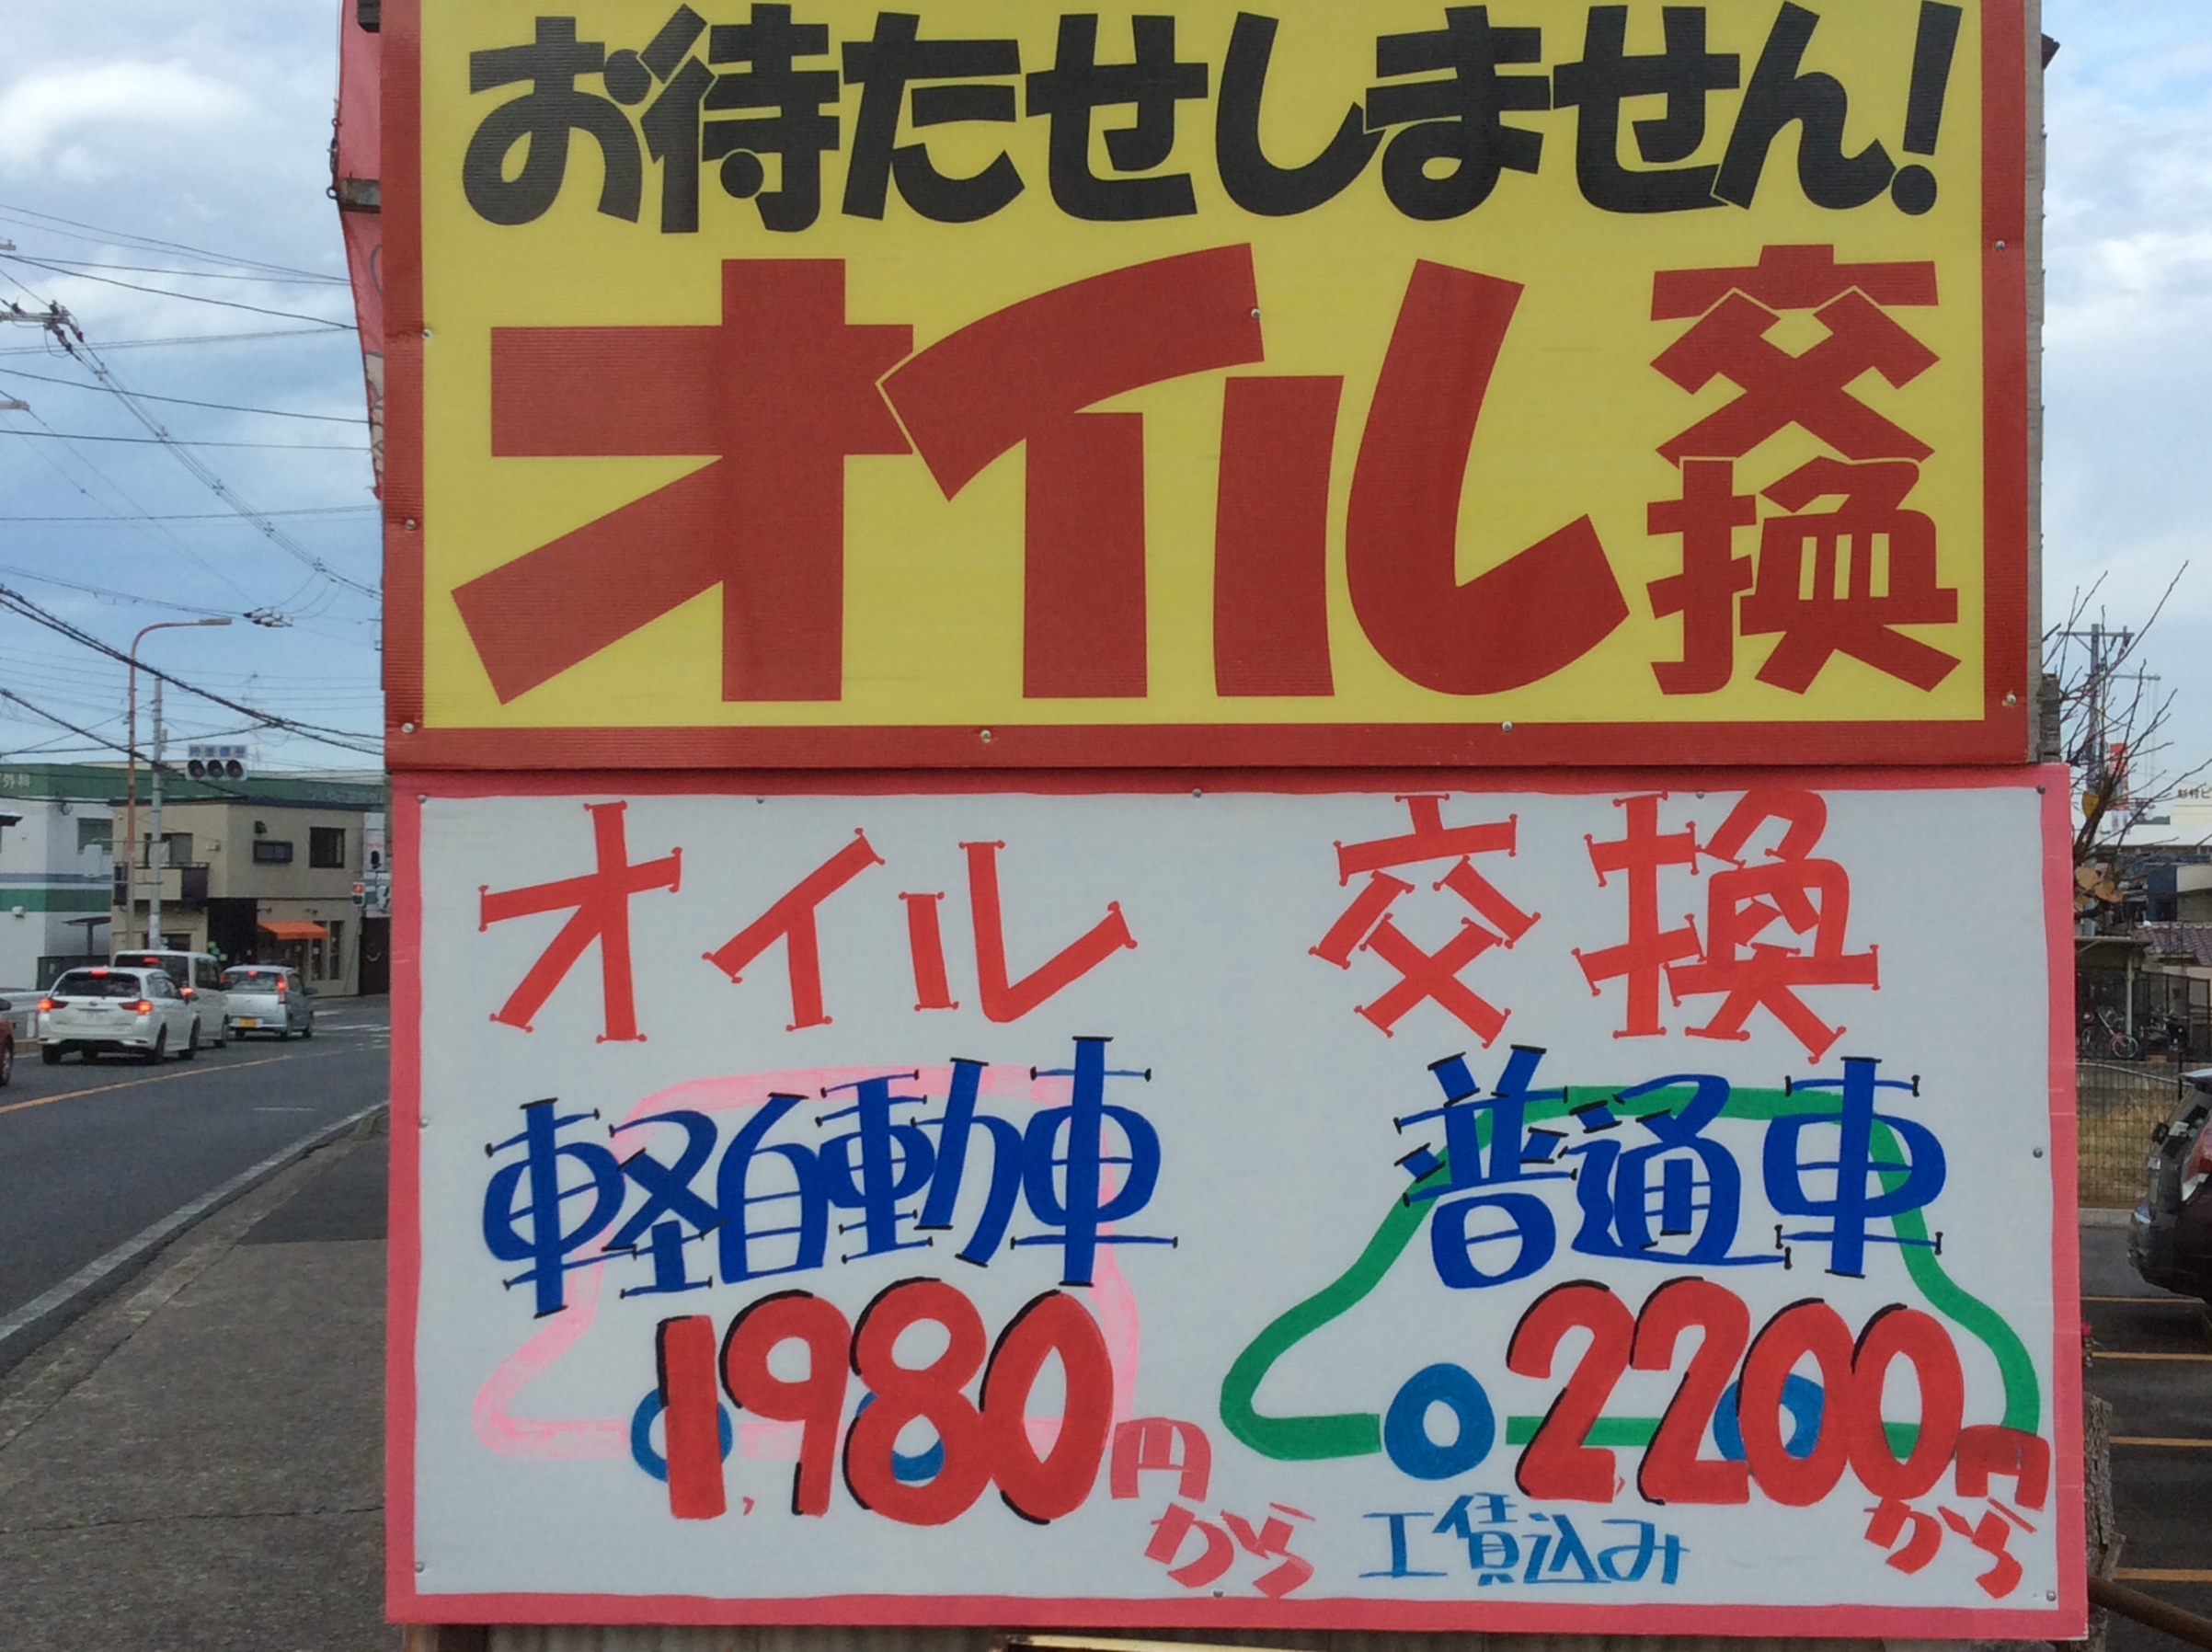 お待たせしません!
オイル交換
オイル 交換
軽自動車 普通車
1,980円から 2,200円から
工賃込み